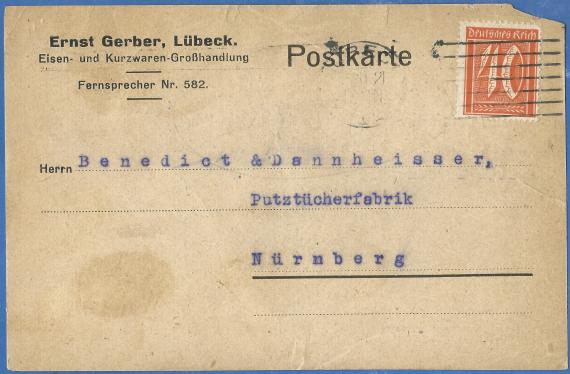 Ernst Gerber, Lübeck.
Eisen- und Kurzwaren-Großhandlung
Fernsprecher Nr. 582.
Postkarte
Deutsches Reich
40
Herrn Benedict & Dannheisser,
Putztücherfabrik
Nürnberg